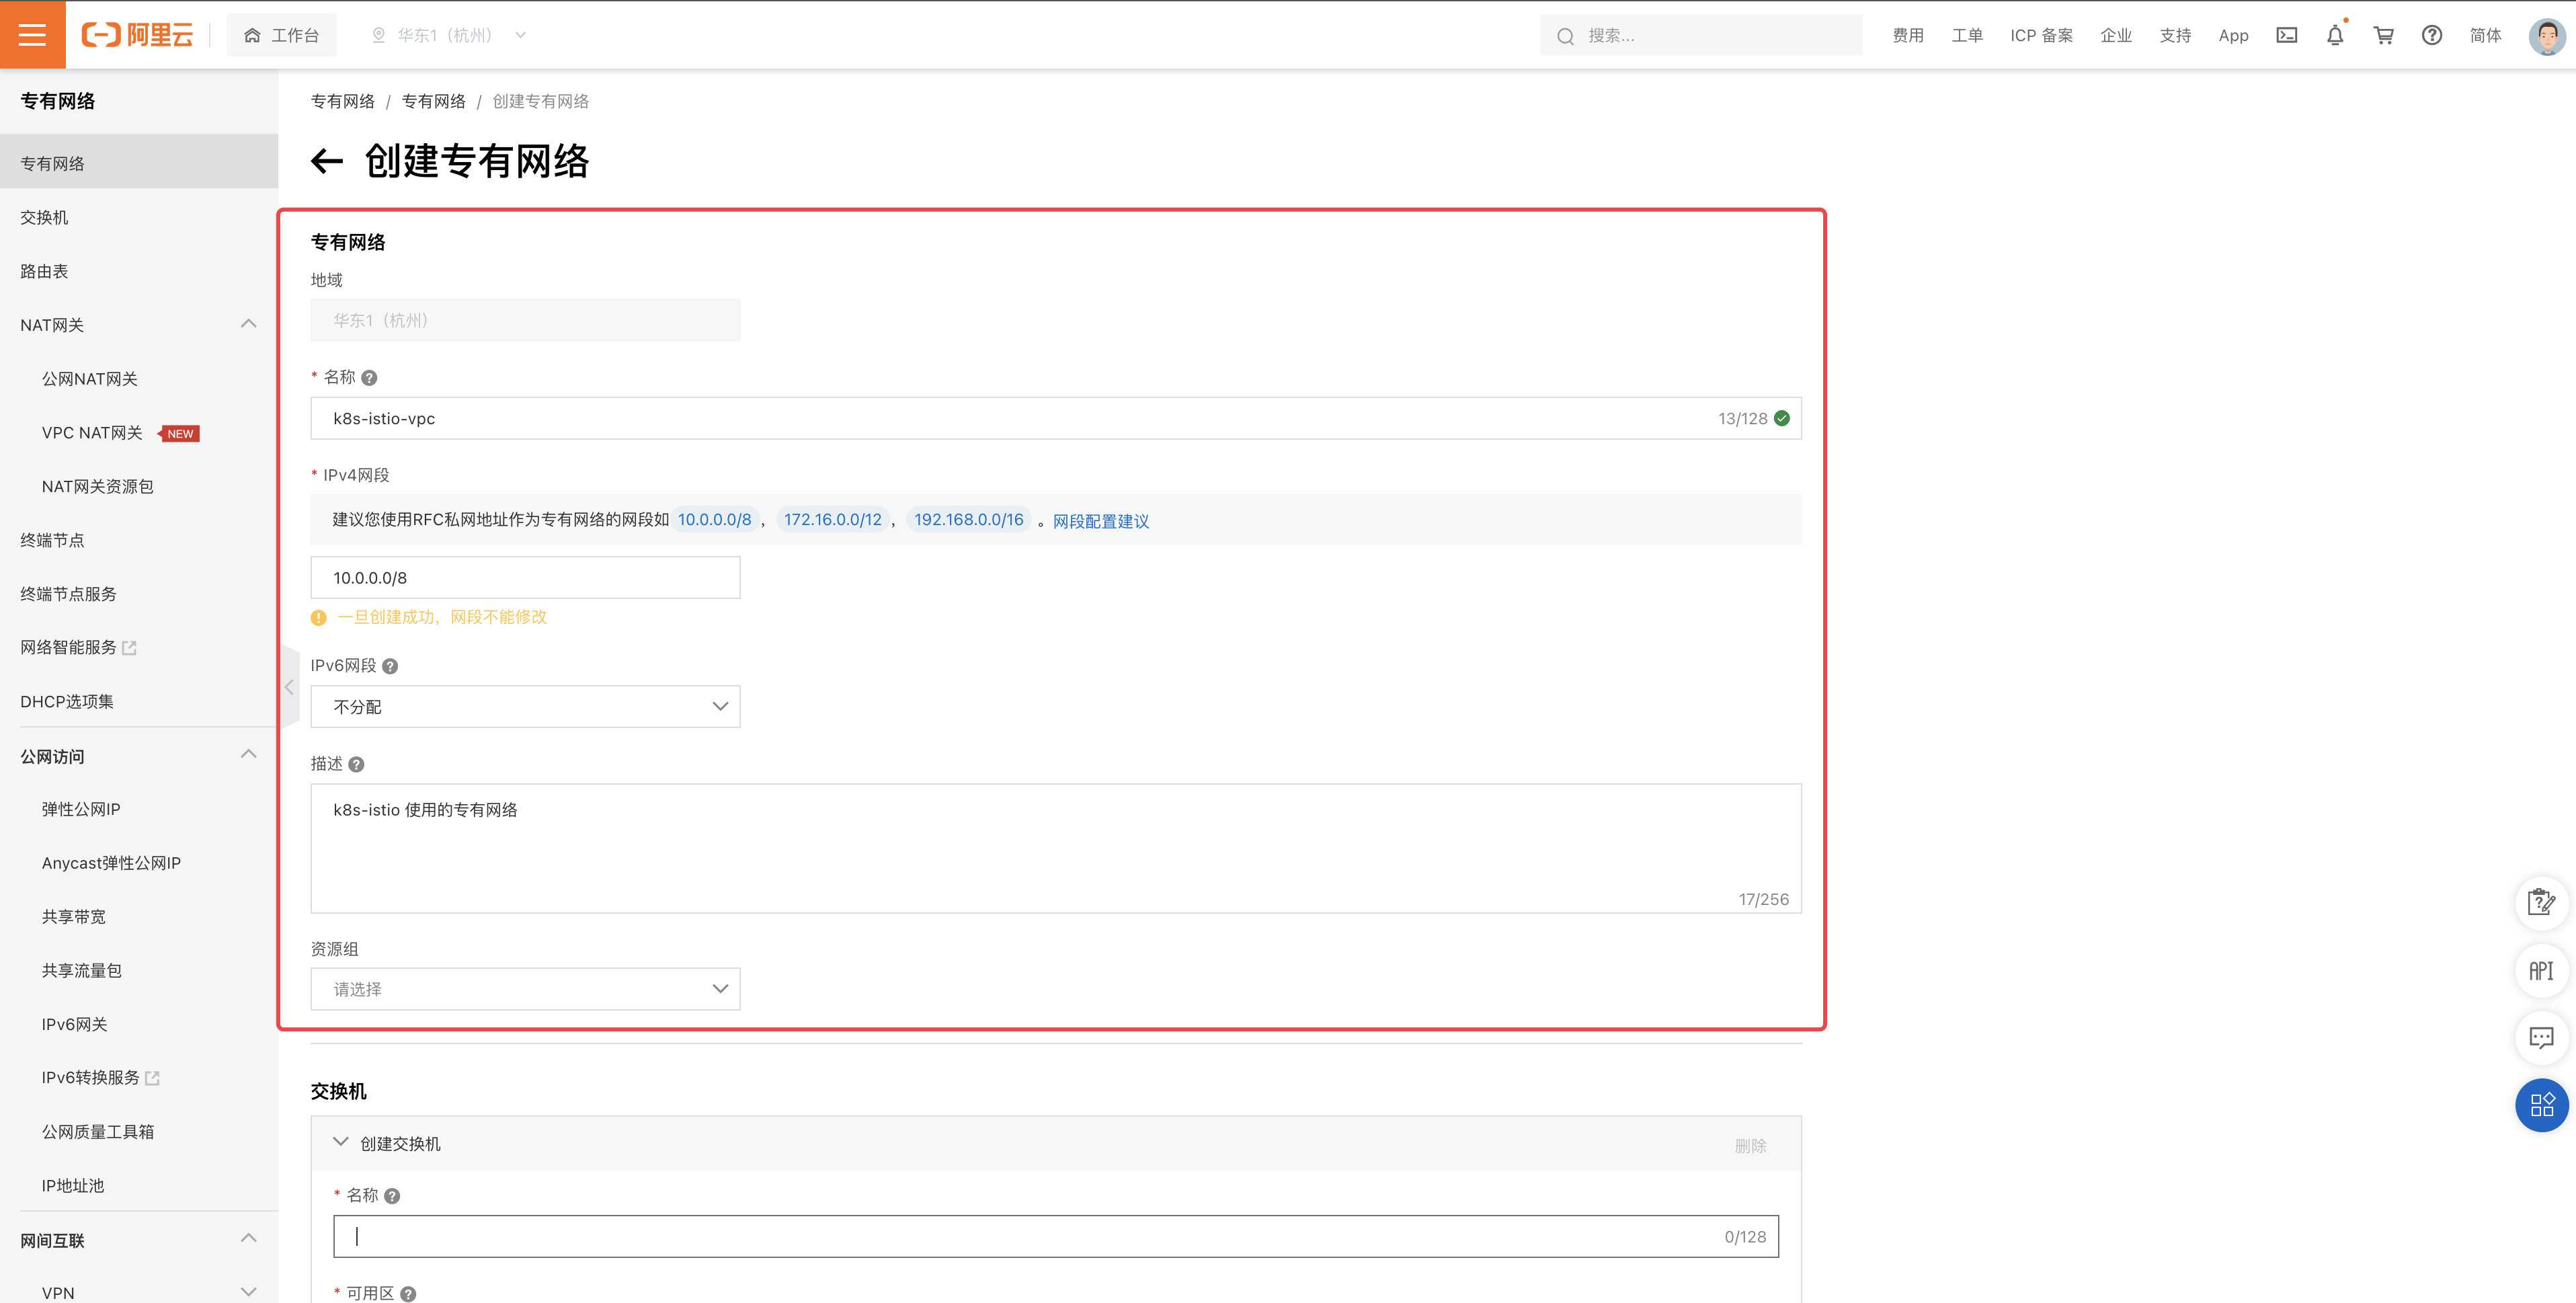 阿里云
工作台
华东1（杭州）
搜索...
费用
工单
ICP 备案
企业
支持
App
简体
专有网络
专有网络
交换机
路由表
NAT网关
公网NAT网关
VPC NAT网关 NEW
NAT网关资源包
终端节点
终端节点服务
网络智能服务
DHCP选项集
公网访问
弹性公网IP
Anycast弹性公网IP
共享带宽
共享流量包
IPv6网关
IPv6转换服务
公网质量工具箱
IP地址池
网间互联
VPN
专有网络 / 专有网络 / 创建专有网络
创建专有网络
专有网络
地域
华东1（杭州）
* 名称
k8s-istio-vpc 13/128
* IPv4网段
建议您使用RFC私网地址作为专有网络的网段如 10.0.0.0/8 ， 172.16.0.0/12 ， 192.168.0.0/16 。网段配置建议
10.0.0.0/8
一旦创建成功，网段不能修改
IPv6网段
不分配
描述
k8s-istio 使用的专有网络
17/256
资源组
请选择
交换机
创建交换机 删除
* 名称
0/128
* 可用区
API